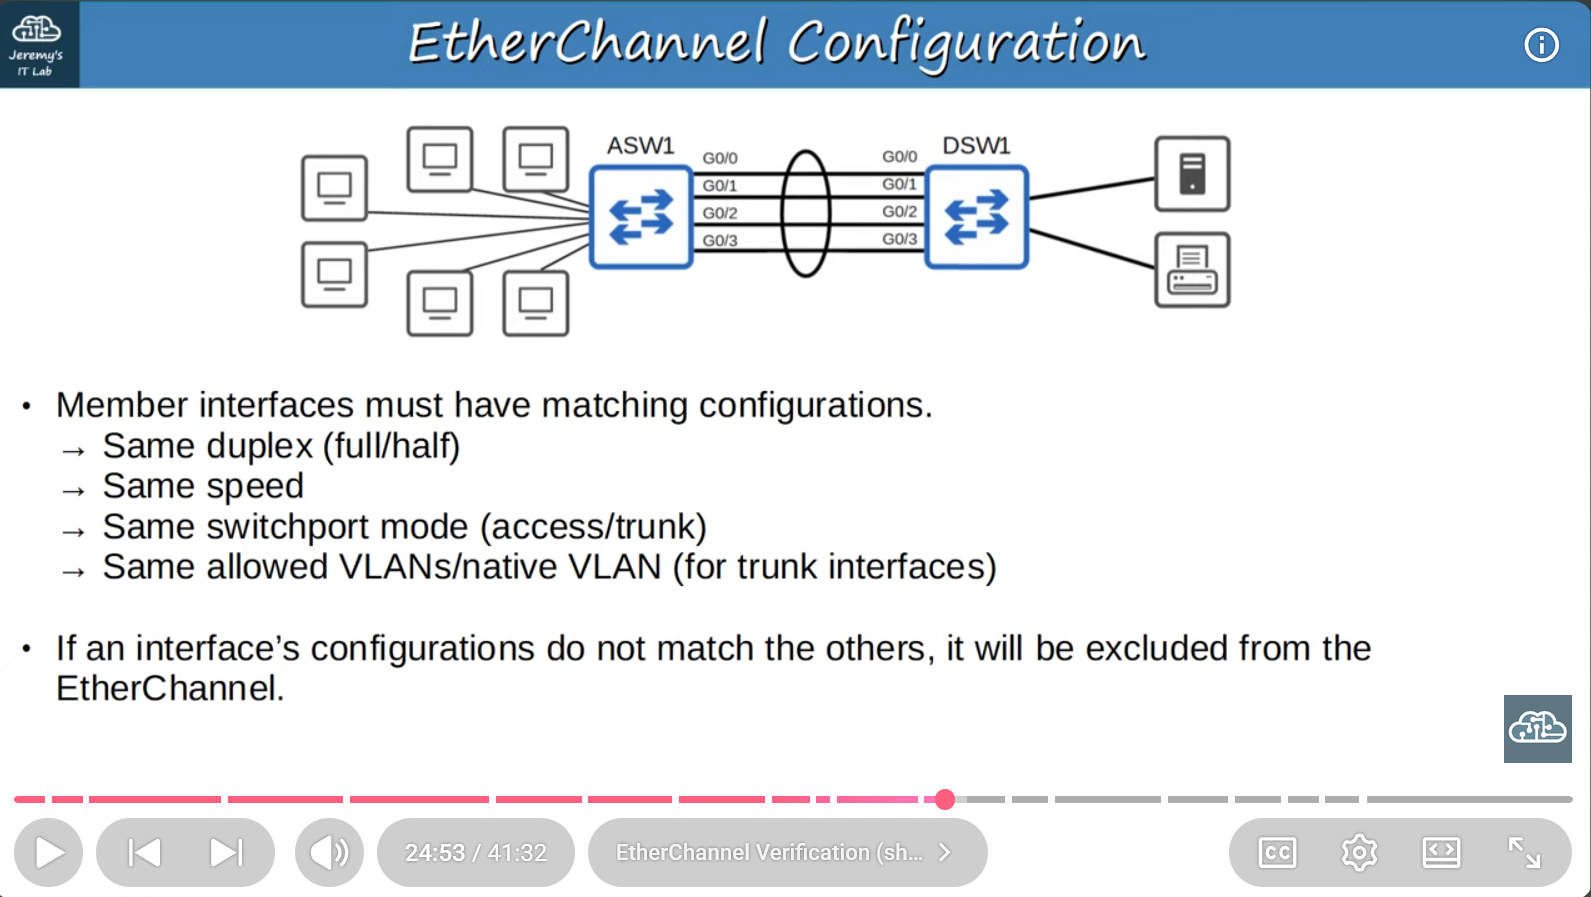 Jeremy's
IT Lab
EtherChannel Configuration
ASW1
DSW1
G0/0
G0/0
G0/1
G0/1
G0/2
G0/2
G0/3
G0/3
• Member interfaces must have matching configurations.
→ Same duplex (full/half)
→ Same speed
→ Same switchport mode (access/trunk)
→ Same allowed VLANs/native VLAN (for trunk interfaces)
• If an interface's configurations do not match the others, it will be excluded from the
EtherChannel.
24:53 / 41:32
EtherChannel Verification (sh...
CC